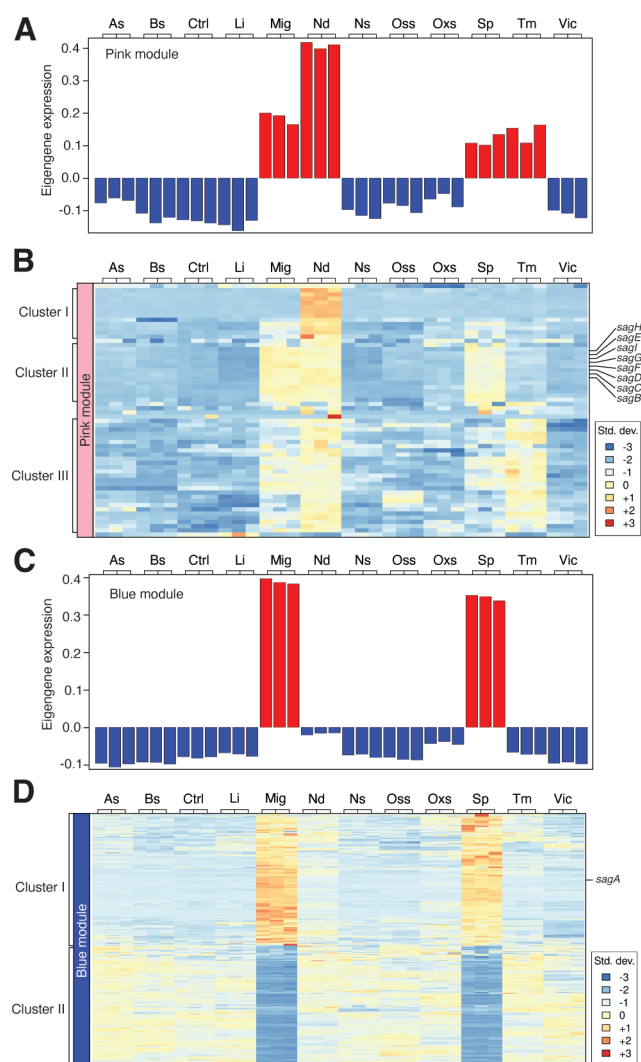 A
As Bs Ctrl Li Mig Nd Ns Oss Oxs Sp Tm Vic
Pink module
Eigengene expression
0.4
0.3
0.2
0.1
0.0
-0.1
B
As Bs Ctrl Li Mig Nd Ns Oss Oxs Sp Tm Vic
Cluster I
Cluster II
Cluster III
Pink module
sagH
sagE
sagI
sagG
sagF
sagD
sagC
sagB
Std. dev.
-3
-2
-1
0
+1
+2
+3
C
As Bs Ctrl Li Mig Nd Ns Oss Oxs Sp Tm Vic
Blue module
Eigengene expression
0.4
0.3
0.2
0.1
0.0
-0.1
D
As Bs Ctrl Li Mig Nd Ns Oss Oxs Sp Tm Vic
Cluster I
Cluster II
Blue module
sagA
Std. dev.
-3
-2
-1
0
+1
+2
+3